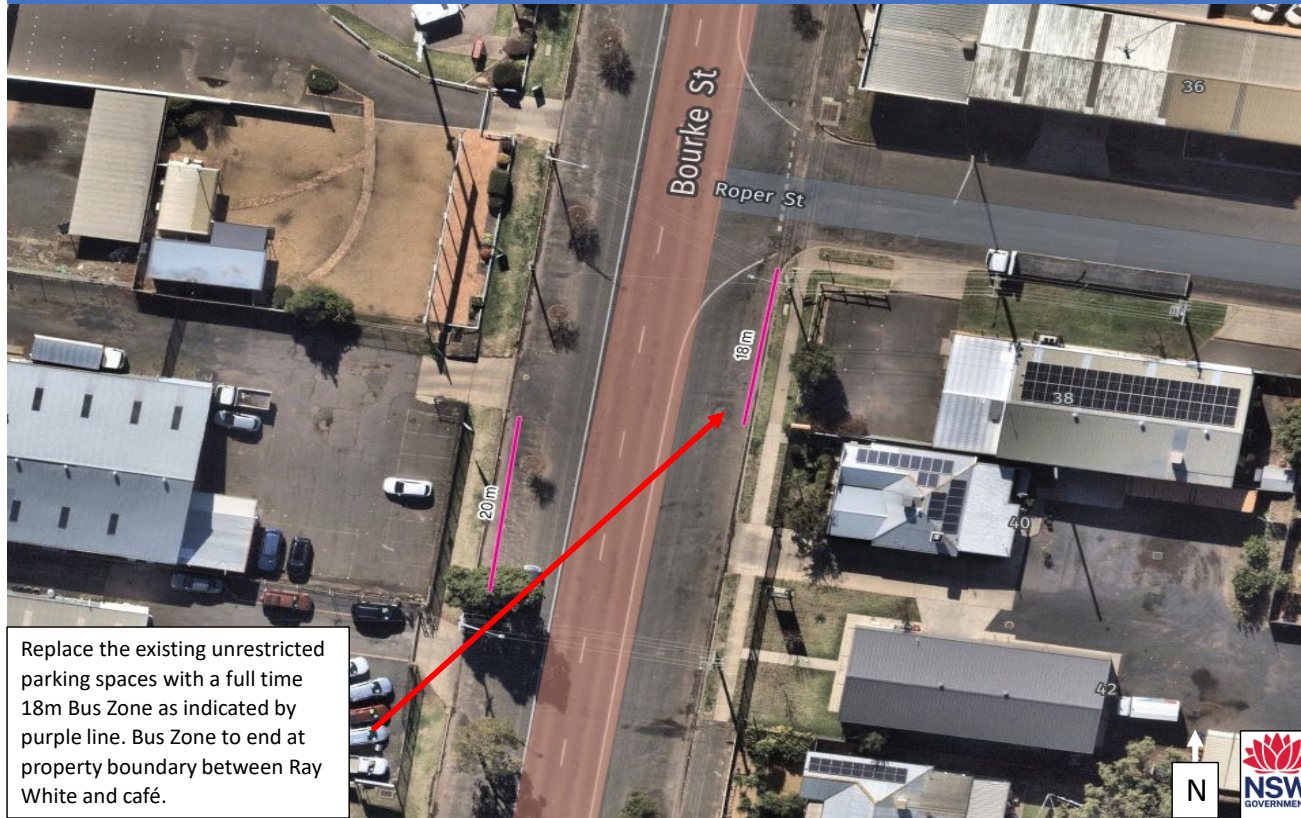 Bourke St
36
Roper St
18 m
38
20 m
40
42
Replace the existing unrestricted
parking spaces with a full time
18m Bus Zone as indicated by
purple line. Bus Zone to end at
property boundary between Ray
White and café.
N
NSW
GOVERNMENT